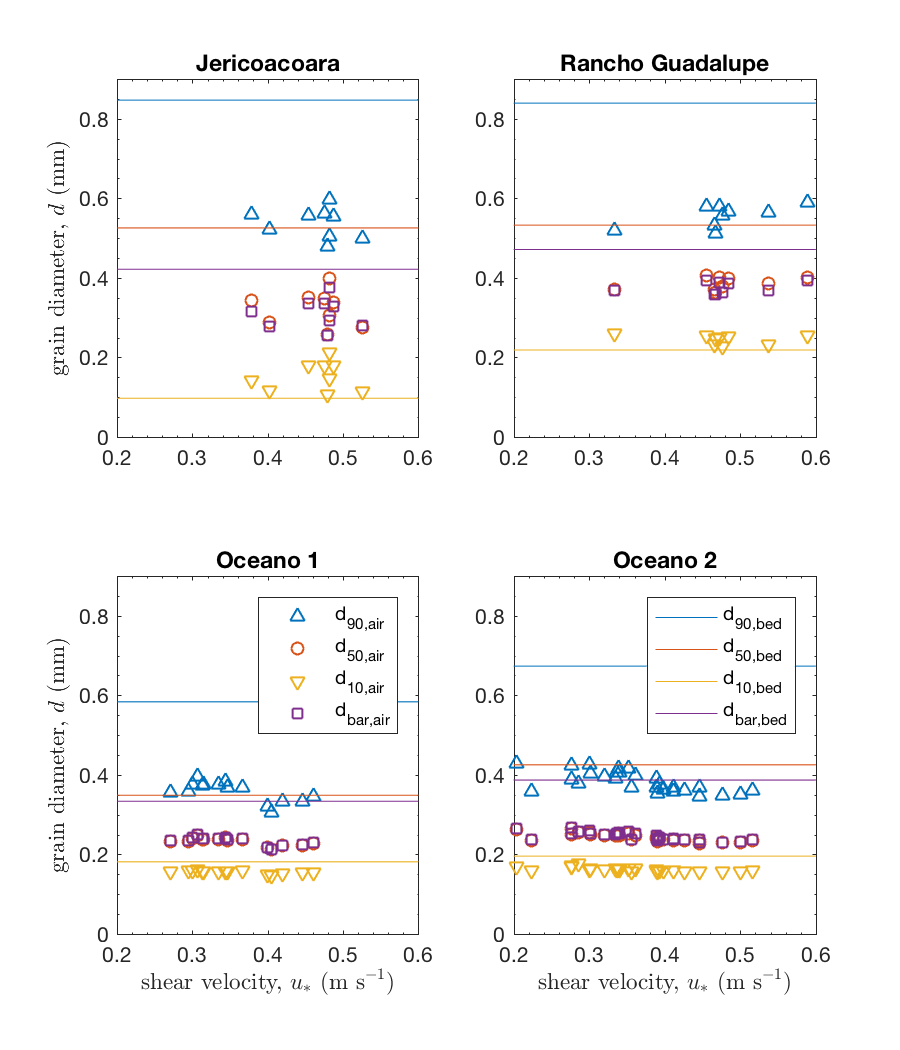 Jericoacoara
Rancho Guadalupe
grain diameter, d (mm)
0.8
0.6
0.4
0.2
0
0.2 0.3 0.4 0.5 0.6
0.8
0.6
0.4
0.2
0
0.2 0.3 0.4 0.5 0.6
Oceano 1
Oceano 2
grain diameter, d (mm)
0.8
0.6
0.4
0.2
0
d90,air
d50,air
d10,air
dbar,air
0.2 0.3 0.4 0.5 0.6
shear velocity, u* (m s−1)
0.8
0.6
0.4
0.2
0
d90,bed
d50,bed
d10,bed
dbar,bed
0.2 0.3 0.4 0.5 0.6
shear velocity, u* (m s−1)